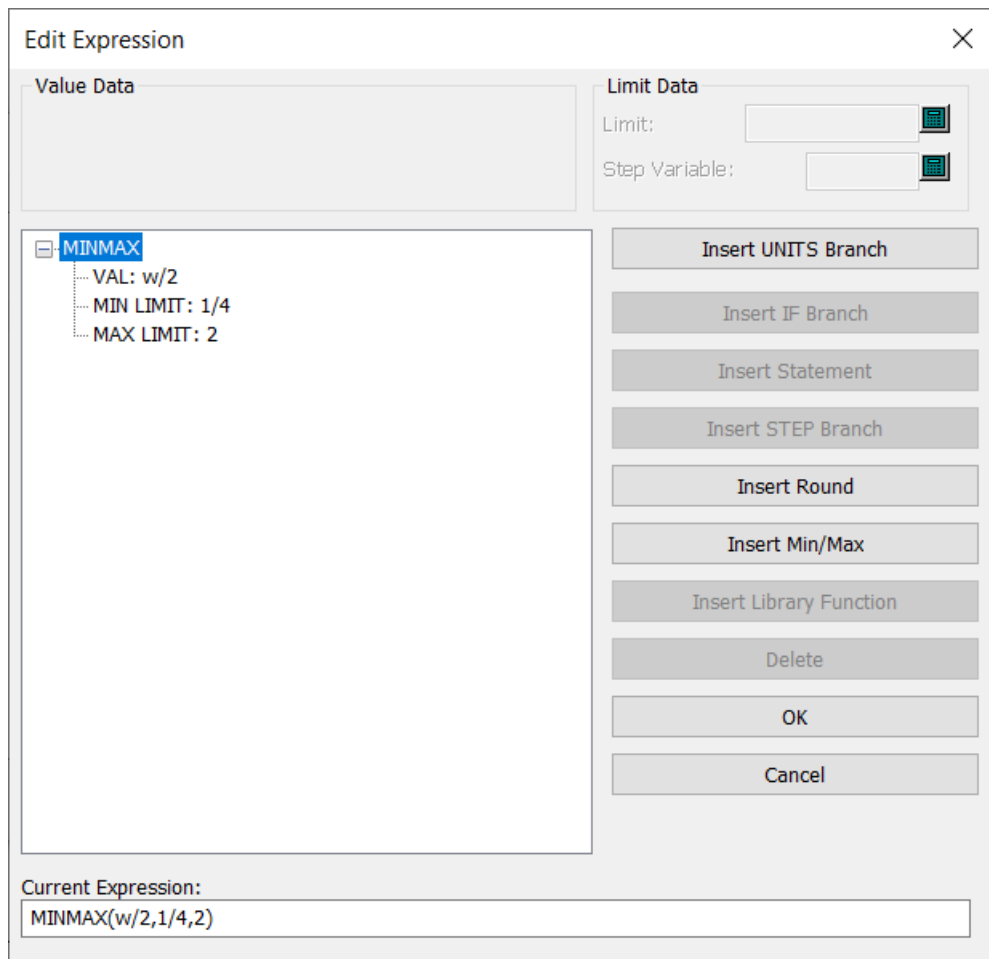 Edit Expression
Value Data
Limit Data
Limit:
Step Variable:
MINMAX
VAL: w/2
MIN LIMIT: 1/4
MAX LIMIT: 2
Insert UNITS Branch
Insert IF Branch
Insert Statement
Insert STEP Branch
Insert Round
Insert Min/Max
Insert Library Function
Delete
OK
Cancel
Current Expression:
MINMAX(w/2,1/4,2)